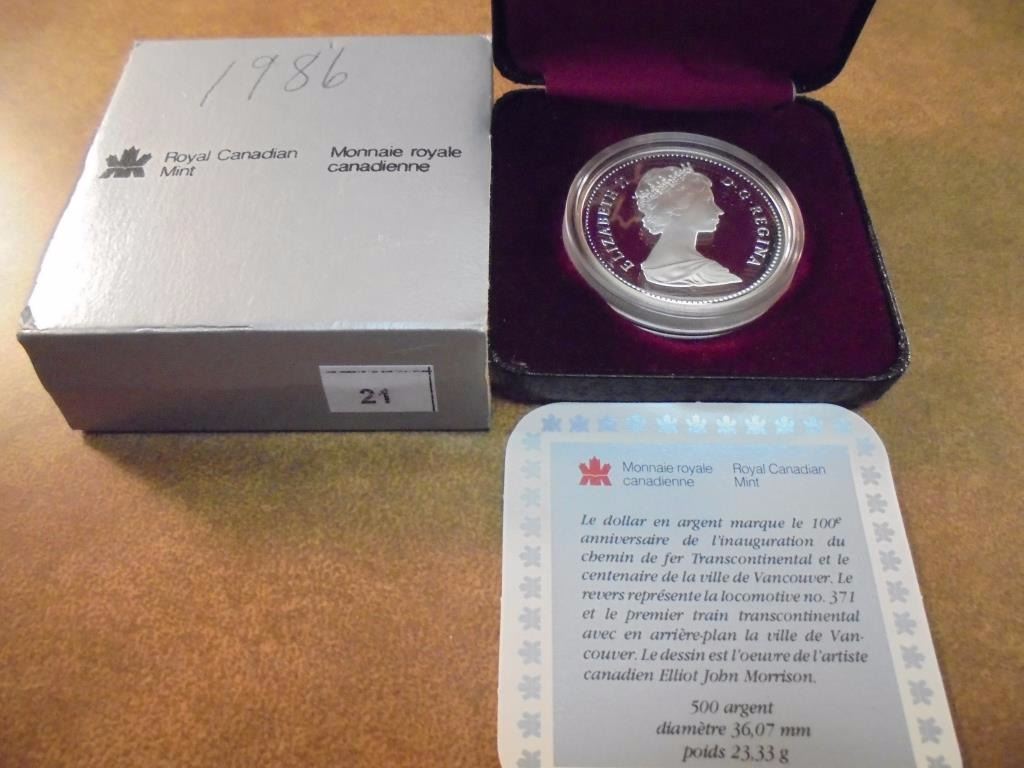 1986
Royal Canadian
Mint
Monnaie royale
canadienne
21
ELIZABETH II D·G·REGINA
Monnaie royale
canadienne
Royal Canadian
Mint
Le dollar en argent marque le 100e
anniversaire de l'inauguration du
chemin de fer Transcontinental et le
centenaire de la ville de Vancouver. Le
revers représente la locomotive no. 371
et le premier train transcontinental
avec en arrière-plan la ville de Van-
couver. Le dessin est l'oeuvre de l'artiste
canadien Elliot John Morrison.
500 argent
diamètre 36,07 mm
poids 23,33 g